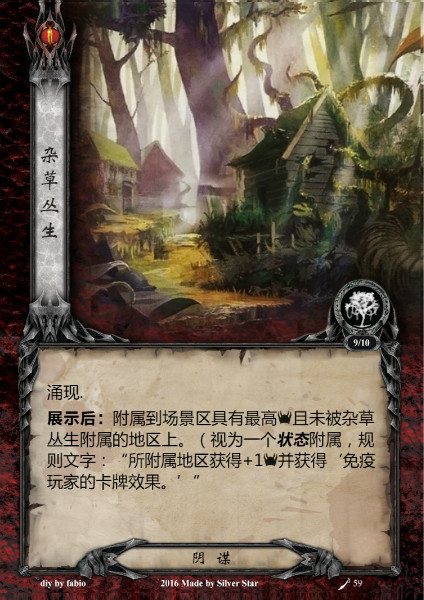 杂草丛生
9/10
涌现.
展示后：附属到场景区具有最高且未被杂草
丛生附属的地区上。（视为一个状态附属，规
则文字：“所附属地区获得+1并获得‘免疫
玩家的卡牌效果。’”
阴谋
diy by fabio 2016 Made by Silver Star 59